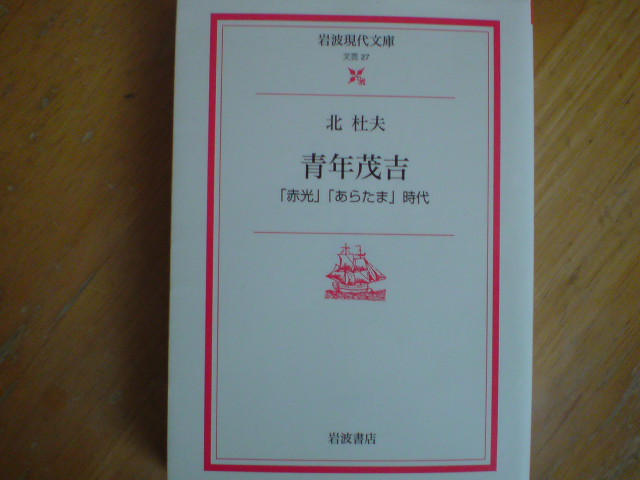 岩波現代文庫
文芸 27
北 杜夫
青年茂吉
「赤光」「あらたま」時代
岩波書店